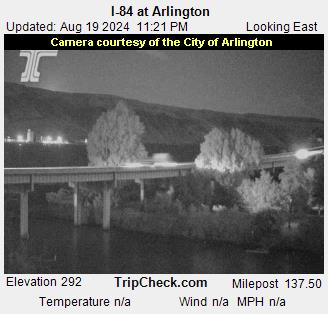 I-84 at Arlington
Updated: Aug 19 2024 11:21 PM Looking East
Camera courtesy of the City of Arlington
Elevation 292 TripCheck.com Milepost 137.50
Temperature n/a Wind n/a MPH n/a